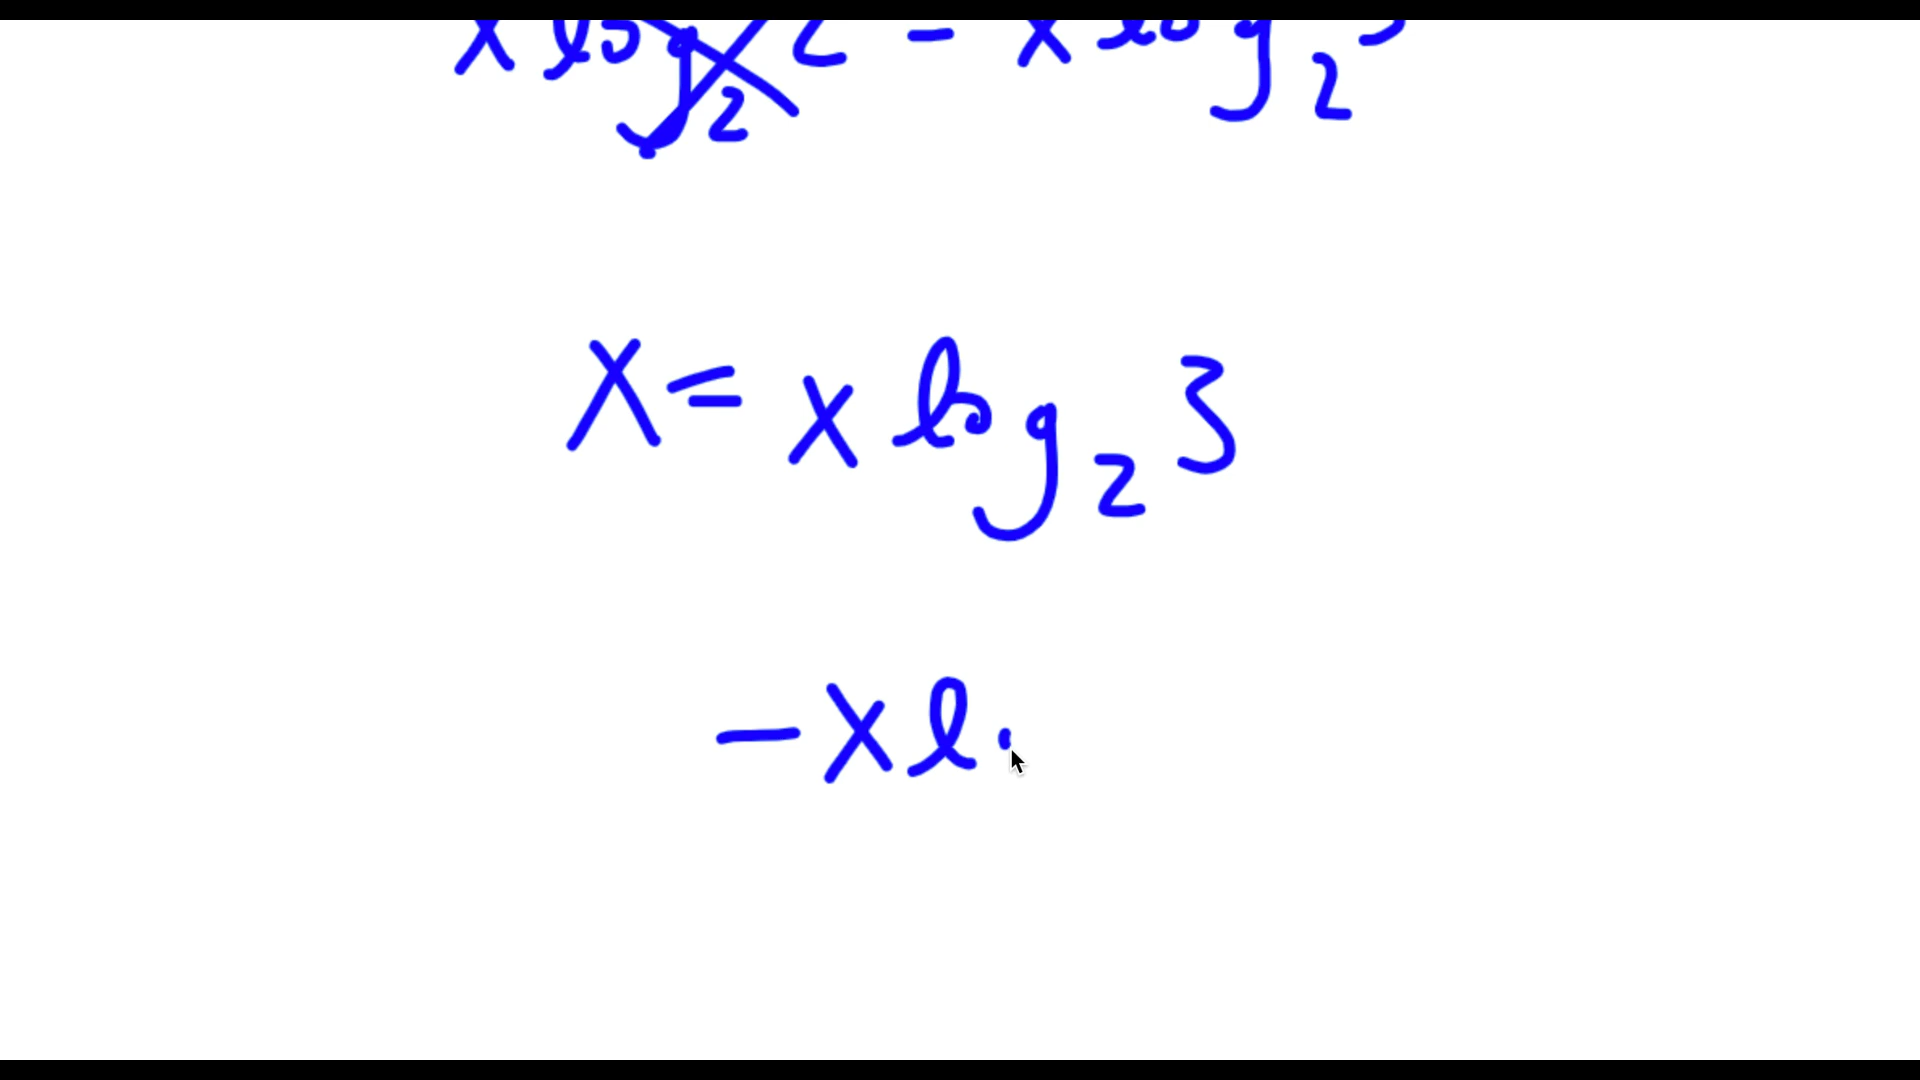 x log₂ 2 = x log₂ 3
X = x log₂ 3
- x l